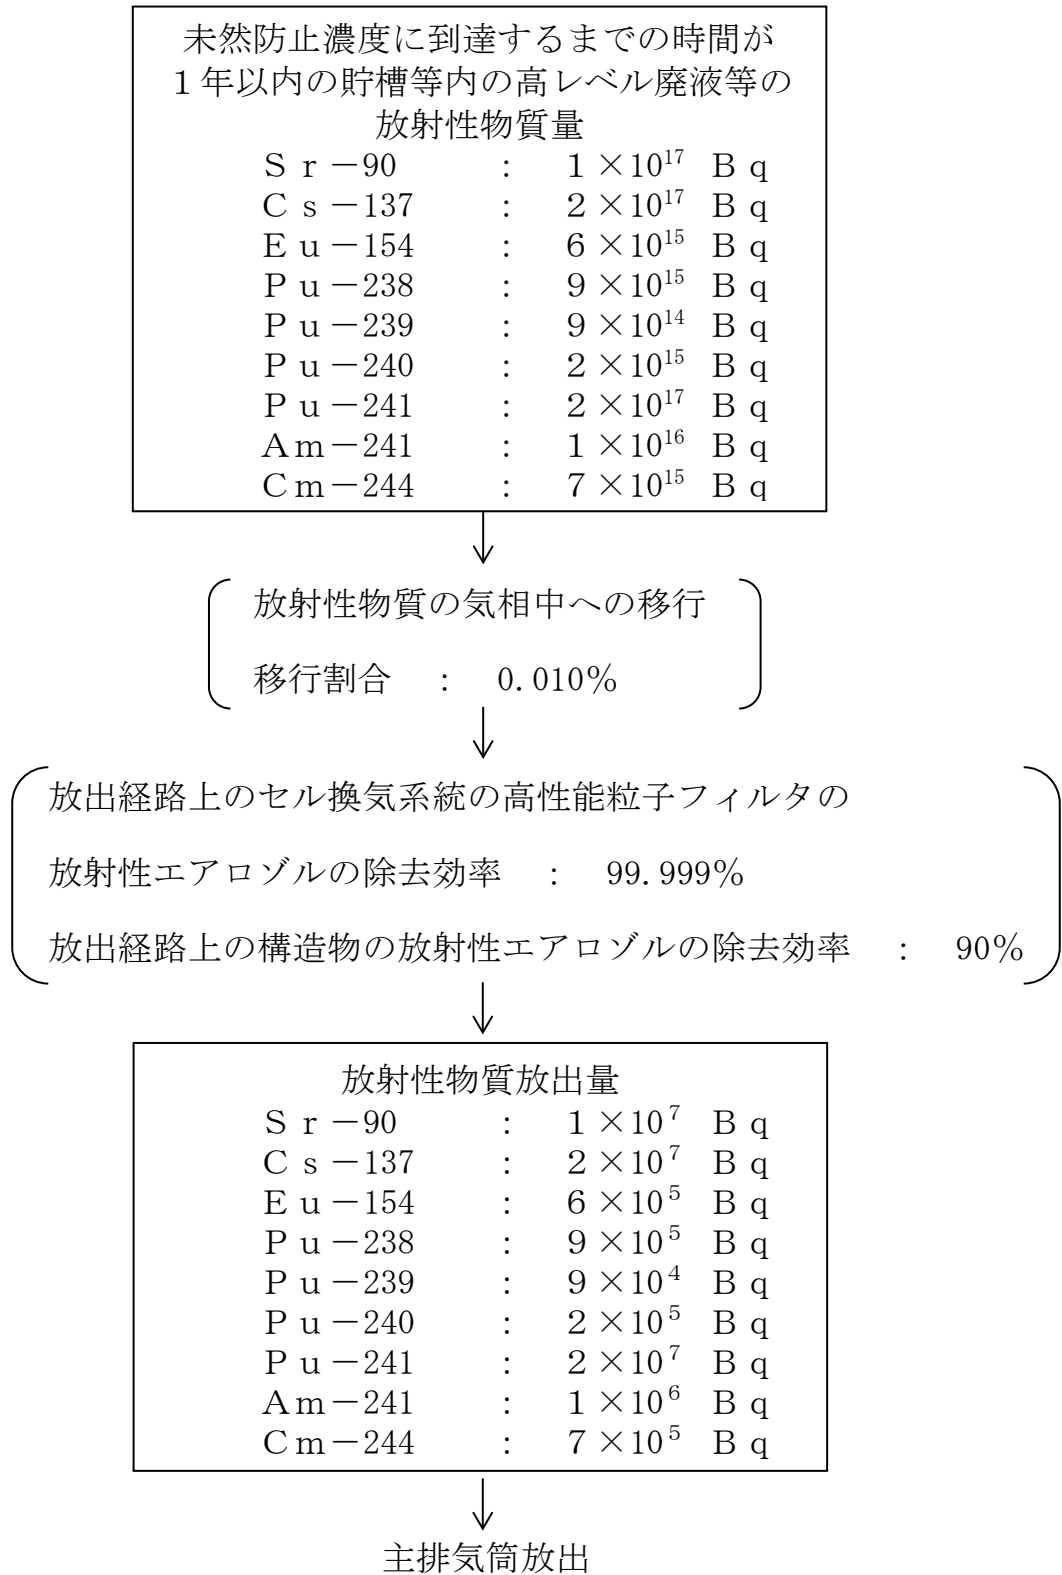 未然防止濃度に到達するまでの時間が
１年以内の貯槽等内の高レベル廃液等の
放射性物質量
Ｓｒ－90 ： １×10¹⁷ Ｂｑ
Ｃｓ－137 ： ２×10¹⁷ Ｂｑ
Ｅｕ－154 ： ６×10¹⁵ Ｂｑ
Ｐｕ－238 ： ９×10¹⁵ Ｂｑ
Ｐｕ－239 ： ９×10¹⁴ Ｂｑ
Ｐｕ－240 ： ２×10¹⁵ Ｂｑ
Ｐｕ－241 ： ２×10¹⁷ Ｂｑ
Ａｍ－241 ： １×10¹⁶ Ｂｑ
Ｃｍ－244 ： ７×10¹⁵ Ｂｑ
放射性物質の気相中への移行
移行割合 ： 0.010％
放出経路上のセル換気系統の高性能粒子フィルタの
放射性エアロゾルの除去効率 ： 99.999％
放出経路上の構造物の放射性エアロゾルの除去効率 ： 90％
放射性物質放出量
Ｓｒ－90 ： １×10⁷ Ｂｑ
Ｃｓ－137 ： ２×10⁷ Ｂｑ
Ｅｕ－154 ： ６×10⁵ Ｂｑ
Ｐｕ－238 ： ９×10⁵ Ｂｑ
Ｐｕ－239 ： ９×10⁴ Ｂｑ
Ｐｕ－240 ： ２×10⁵ Ｂｑ
Ｐｕ－241 ： ２×10⁷ Ｂｑ
Ａｍ－241 ： １×10⁶ Ｂｑ
Ｃｍ－244 ： ７×10⁵ Ｂｑ
主排気筒放出